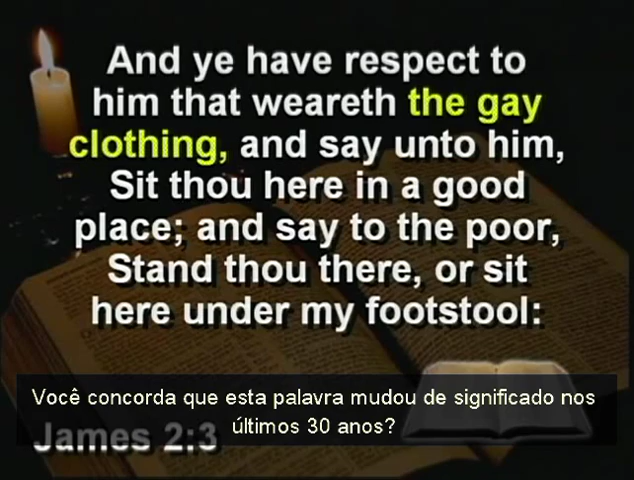 And ye have respect to
him that weareth the gay
clothing, and say unto him,
Sit thou here in a good
place; and say to the poor,
Stand thou there, or sit
here under my footstool:
Você concorda que esta palavra mudou de significado nos
últimos 30 anos?
James 2:3